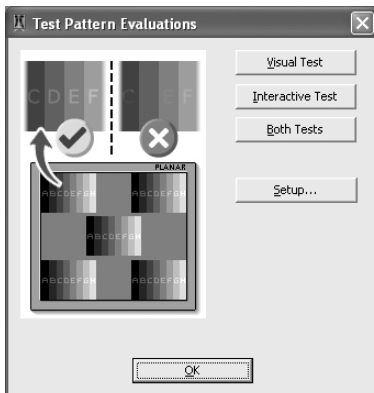 Test Pattern Evaluations
Visual Test
Interactive Test
Both Tests
Setup...
C D E F
E F
PLANAR
ABCDEFGH ABCDEFGH
ABCDEFGH
ABCDEFGH ABCDEFGH
OK